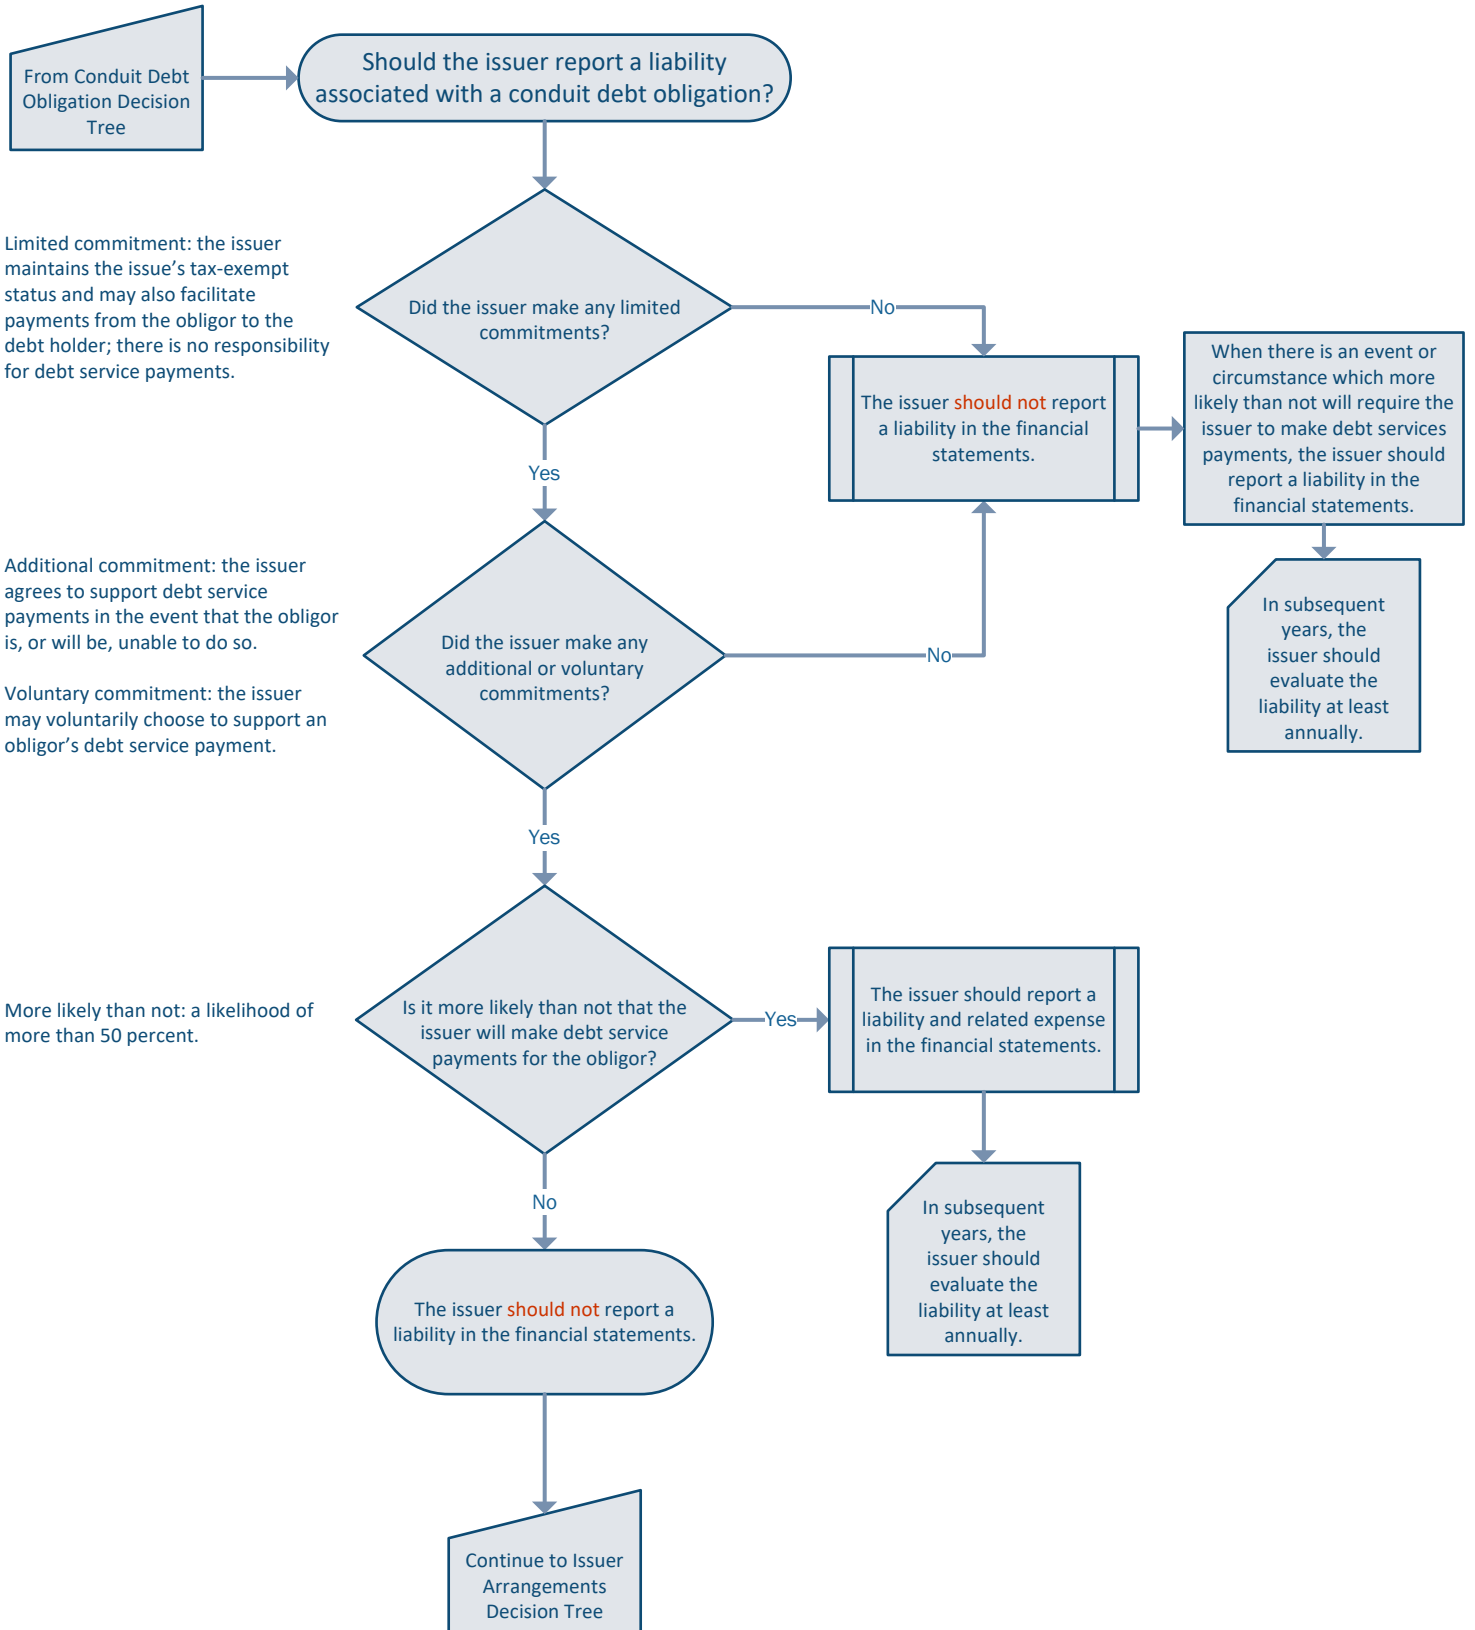 From Conduit Debt
Obligation Decision
Tree
Should the issuer report a liability
associated with a conduit debt obligation?
Limited commitment: the issuer
maintains the issue's tax-exempt
status and may also facilitate
payments from the obligor to the
debt holder; there is no responsibility
for debt service payments.
Did the issuer make any limited
commitments?
No
Yes
The issuer should not report
a liability in the financial
statements.
When there is an event or
circumstance which more
likely than not will require the
issuer to make debt services
payments, the issuer should
report a liability in the
financial statements.
In subsequent
years, the
issuer should
evaluate the
liability at least
annually.
Additional commitment: the issuer
agrees to support debt service
payments in the event that the obligor
is, or will be, unable to do so.
Voluntary commitment: the issuer
may voluntarily choose to support an
obligor's debt service payment.
Did the issuer make any
additional or voluntary
commitments?
No
Yes
More likely than not: a likelihood of
more than 50 percent.
Is it more likely than not that the
issuer will make debt service
payments for the obligor?
Yes
The issuer should report a
liability and related expense
in the financial statements.
In subsequent
years, the
issuer should
evaluate the
liability at least
annually.
No
The issuer should not report a
liability in the financial statements.
Continue to Issuer
Arrangements
Decision Tree